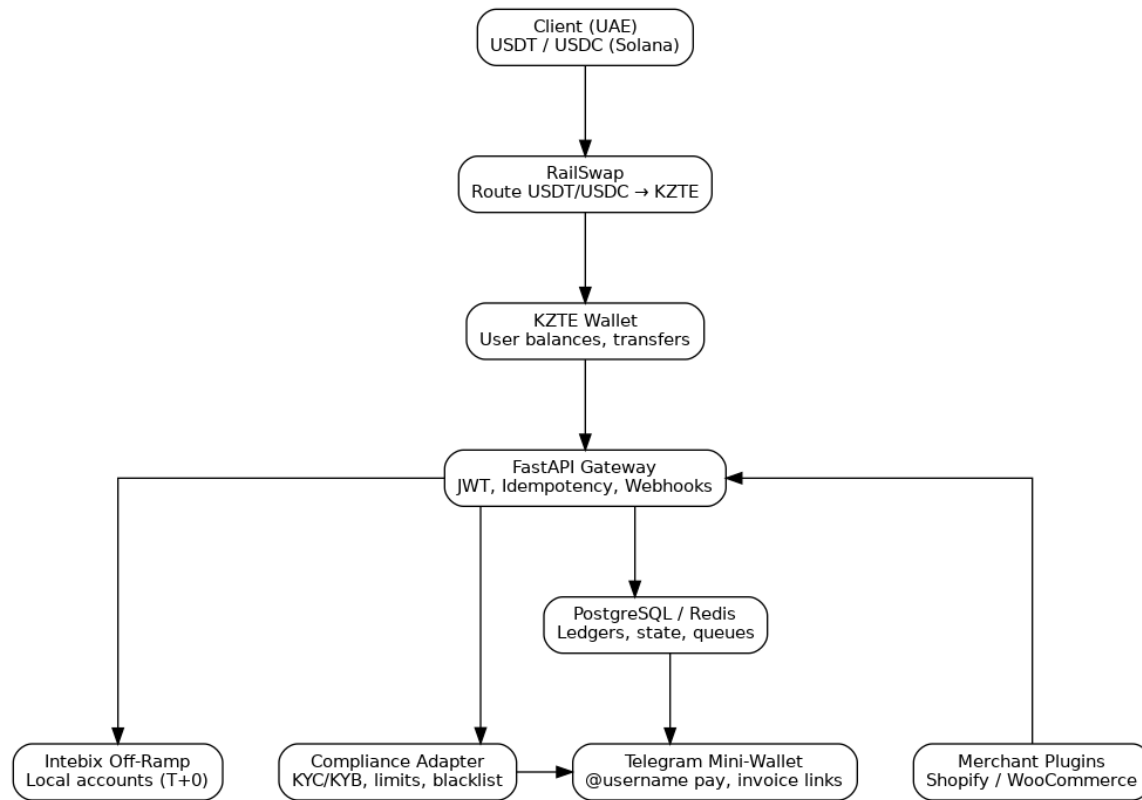 Client (UAE)
USDT / USDC (Solana)
RailSwap
Route USDT/USDC → KZTE
KZTE Wallet
User balances, transfers
FastAPI Gateway
JWT, Idempotency, Webhooks
PostgreSQL / Redis
Ledgers, state, queues
Intebix Off-Ramp
Local accounts (T+0)
Compliance Adapter
KYC/KYB, limits, blacklist
Telegram Mini-Wallet
@username pay, invoice links
Merchant Plugins
Shopify / WooCommerce